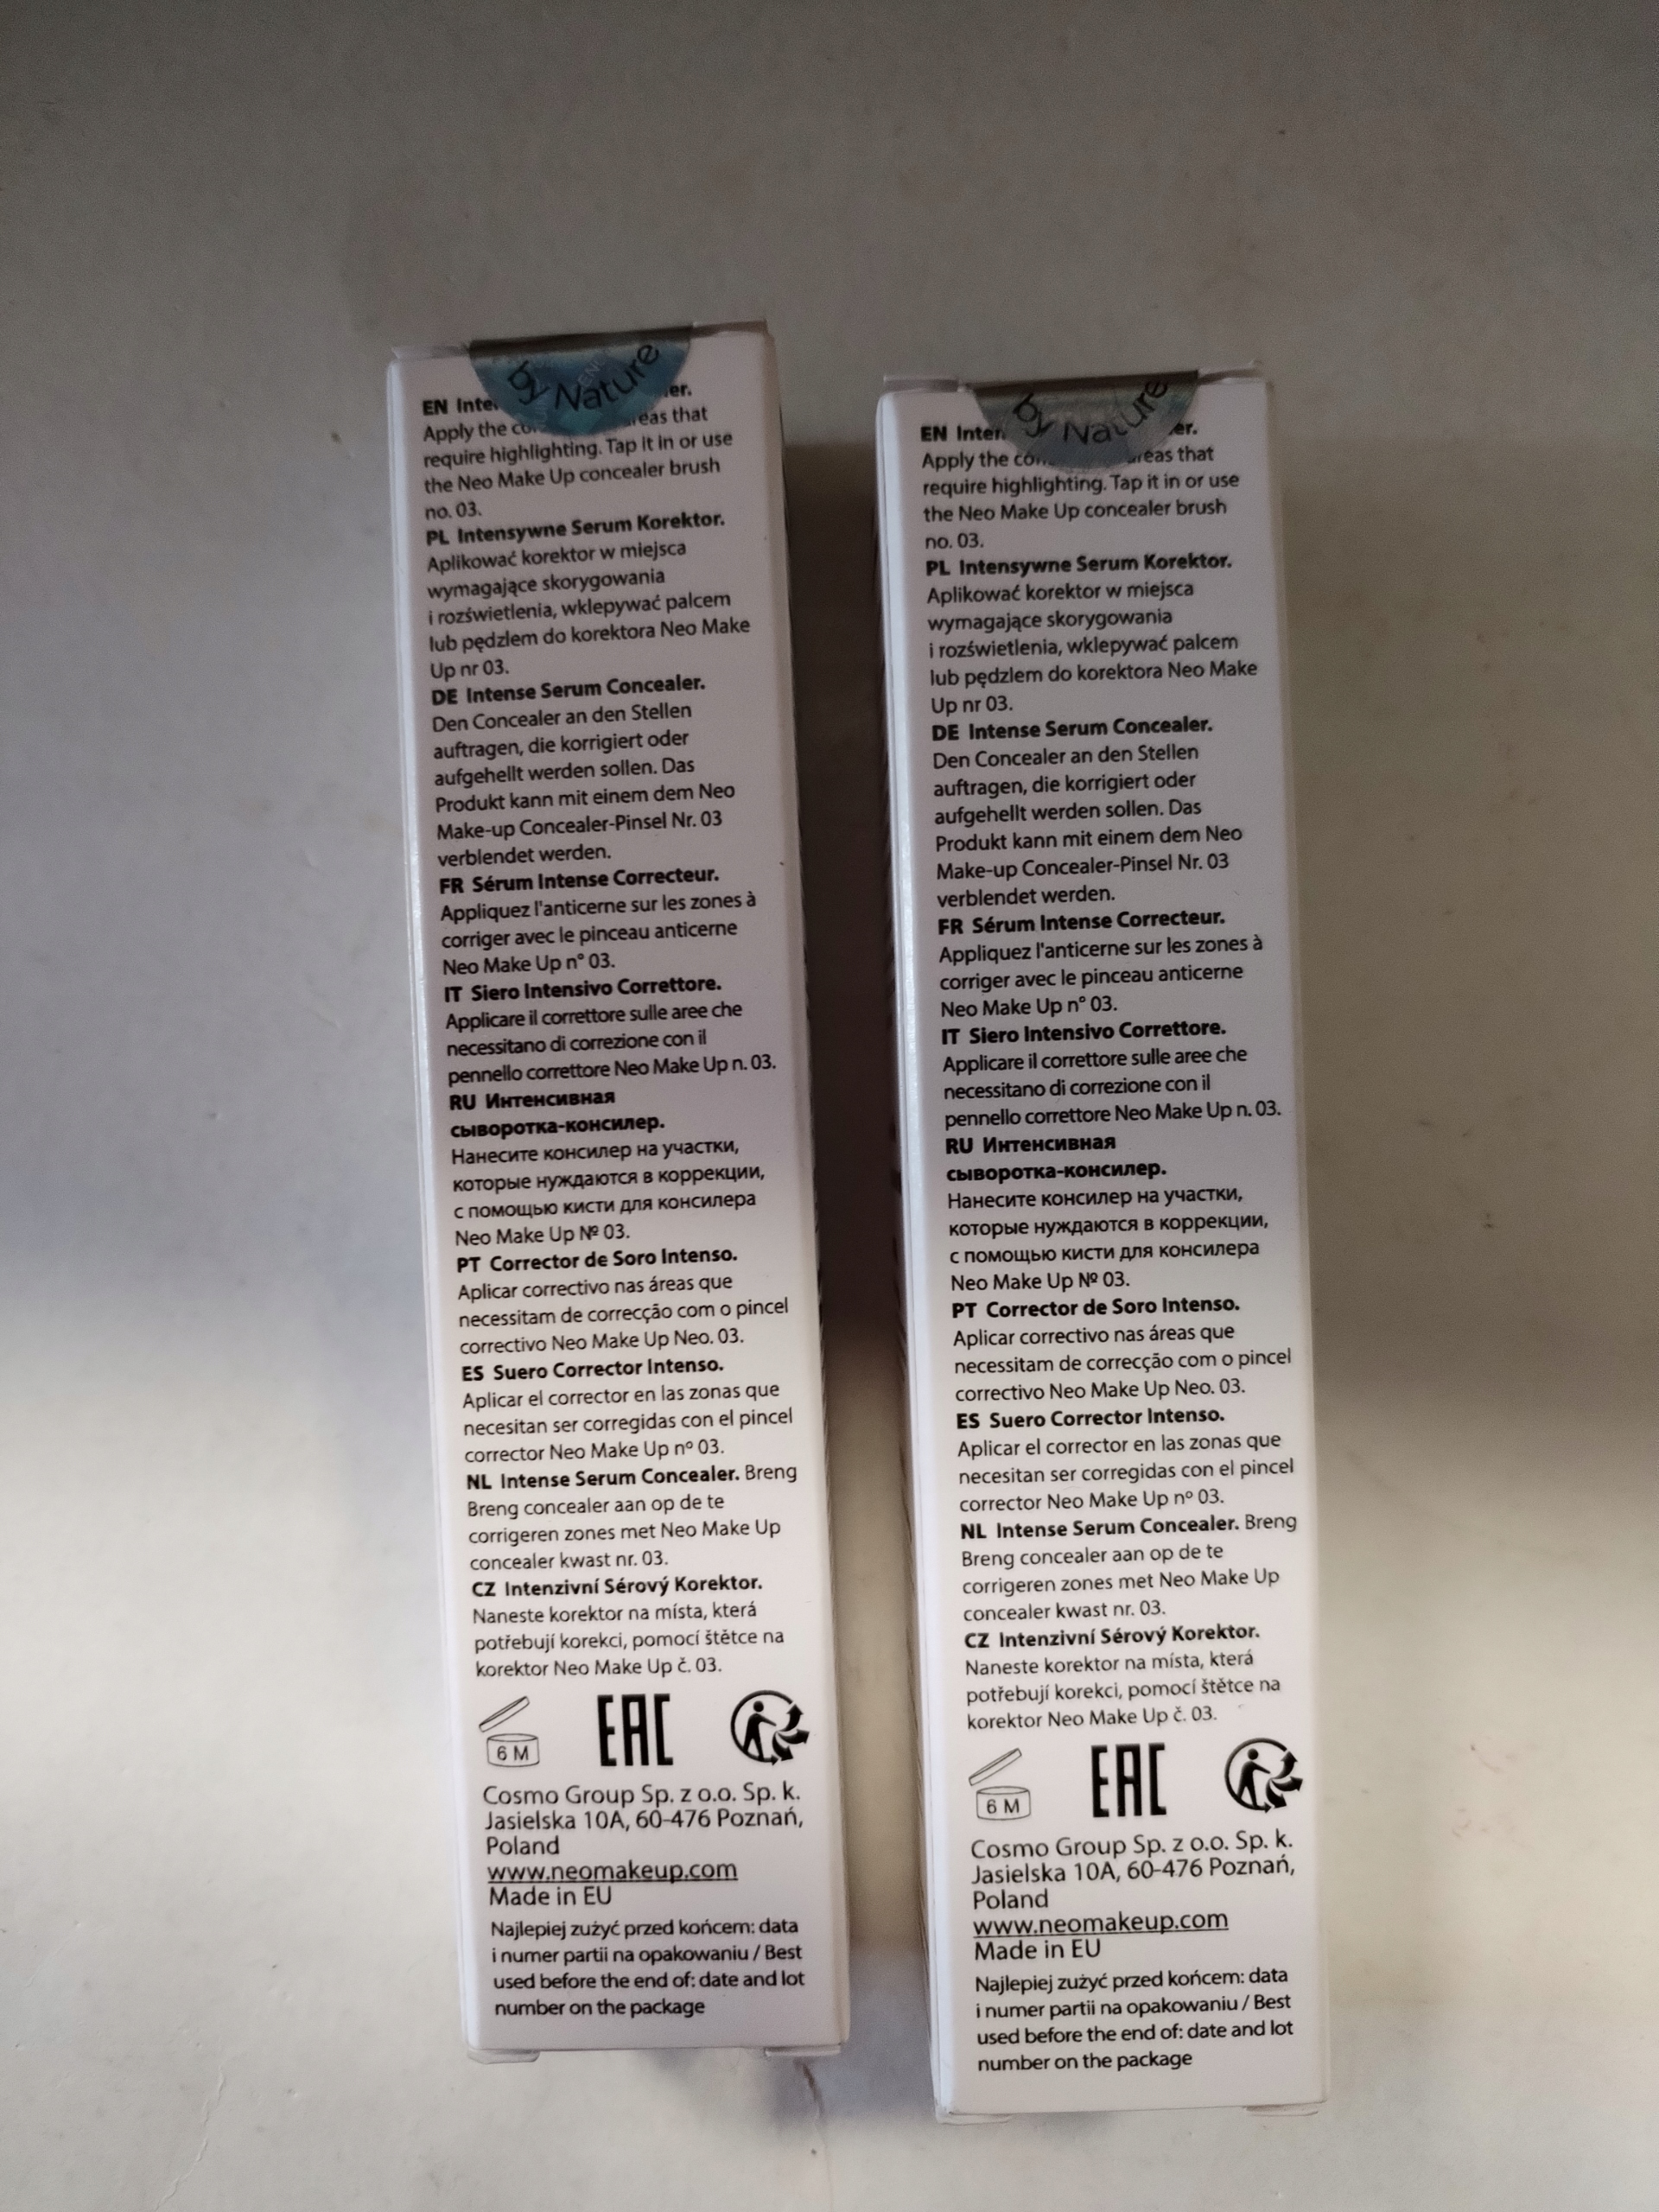 by Nature
EN
Apply the areas that
require highlighting. Tap it in or use
the Neo Make Up concealer brush
no. 03.
PL Intensywne Serum Korektor.
Aplikować korektor w miejsca
wymagające skorygowania
i rozświetlenia, wklepywać palcem
lub pędzlem do korektora Neo Make
Up nr 03.
DE Intense Serum Concealer.
Den Concealer an den Stellen
auftragen, die korrigiert oder
aufgehellt werden sollen. Das
Produkt kann mit einem dem Neo
Make-up Concealer-Pinsel Nr. 03
verblendet werden.
FR Sérum Intense Correcteur.
Appliquez l'anticerne sur les zones à
corriger avec le pinceau anticerne
Neo Make Up n° 03.
IT Siero Intensivo Correttore.
Applicare il correttore sulle aree che
necessitano di correzione con il
pennello correttore Neo Make Up n. 03.
RU Интенсивная
сыворотка-консилер.
Нанесите консилер на участки,
которые нуждаются в коррекции,
с помощью кисти для консилера
Neo Make Up № 03.
PT Corrector de Soro Intenso.
Aplicar correctivo nas áreas que
necessitam de correcção com o pincel
correctivo Neo Make Up Neo. 03.
ES Suero Corrector Intenso.
Aplicar el corrector en las zonas que
necesitan ser corregidas con el pincel
corrector Neo Make Up nº 03.
NL Intense Serum Concealer. Breng
Breng concealer aan op de te
corrigeren zones met Neo Make Up
concealer kwast nr. 03.
CZ Intenzivní Sérový Korektor.
Naneste korektor na místa, která
potřebují korekci, pomocí štětce na
korektor Neo Make Up č. 03.
6 M
EAC
Cosmo Group Sp. z o.o. Sp. k.
Jasielska 10A, 60-476 Poznań,
Poland
www.neomakeup.com
Made in EU
Najlepiej zużyć przed końcem: data
i numer partii na opakowaniu / Best
used before the end of: date and lot
number on the package
by Nature
EN
Apply the areas that
require highlighting. Tap it in or use
the Neo Make Up concealer brush
no. 03.
PL Intensywne Serum Korektor.
Aplikować korektor w miejsca
wymagające skorygowania
i rozświetlenia, wklepywać palcem
lub pędzlem do korektora Neo Make
Up nr 03.
DE Intense Serum Concealer.
Den Concealer an den Stellen
auftragen, die korrigiert oder
aufgehellt werden sollen. Das
Produkt kann mit einem dem Neo
Make-up Concealer-Pinsel Nr. 03
verblendet werden.
FR Sérum Intense Correcteur.
Appliquez l'anticerne sur les zones à
corriger avec le pinceau anticerne
Neo Make Up n° 03.
IT Siero Intensivo Correttore.
Applicare il correttore sulle aree che
necessitano di correzione con il
pennello correttore Neo Make Up n. 03.
RU Интенсивная
сыворотка-консилер.
Нанесите консилер на участки,
которые нуждаются в коррекции,
с помощью кисти для консилера
Neo Make Up № 03.
PT Corrector de Soro Intenso.
Aplicar correctivo nas áreas que
necessitam de correcção com o pincel
correctivo Neo Make Up Neo. 03.
ES Suero Corrector Intenso.
Aplicar el corrector en las zonas que
necesitan ser corregidas con el pincel
corrector Neo Make Up nº 03.
NL Intense Serum Concealer. Breng
Breng concealer aan op de te
corrigeren zones met Neo Make Up
concealer kwast nr. 03.
CZ Intenzivní Sérový Korektor.
Naneste korektor na místa, která
potřebují korekci, pomocí štětce na
korektor Neo Make Up č. 03.
6 M
EAC
Cosmo Group Sp. z o.o. Sp. k.
Jasielska 10A, 60-476 Poznań,
Poland
www.neomakeup.com
Made in EU
Najlepiej zużyć przed końcem: data
i numer partii na opakowaniu / Best
used before the end of: date and lot
number on the package